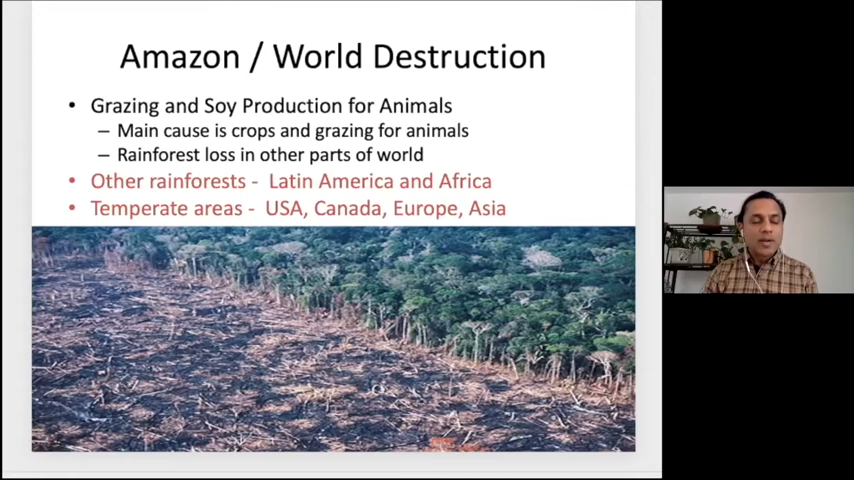 Amazon / World Destruction
• Grazing and Soy Production for Animals
– Main cause is crops and grazing for animals
– Rainforest loss in other parts of world
• Other rainforests - Latin America and Africa
• Temperate areas - USA, Canada, Europe, Asia